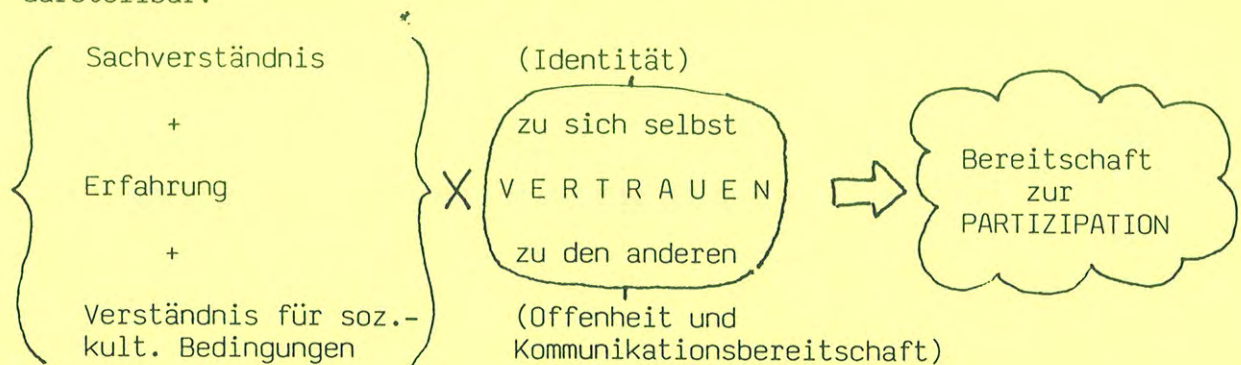 darstellbar:
Sachverständnis
+
Erfahrung
+
Verständnis für soz.-
kult. Bedingungen
X
(Identität)
zu sich selbst
V E R T R A U E N
zu den anderen
(Offenheit und
Kommunikationsbereitschaft)
Bereitschaft
zur
PARTIZIPATION